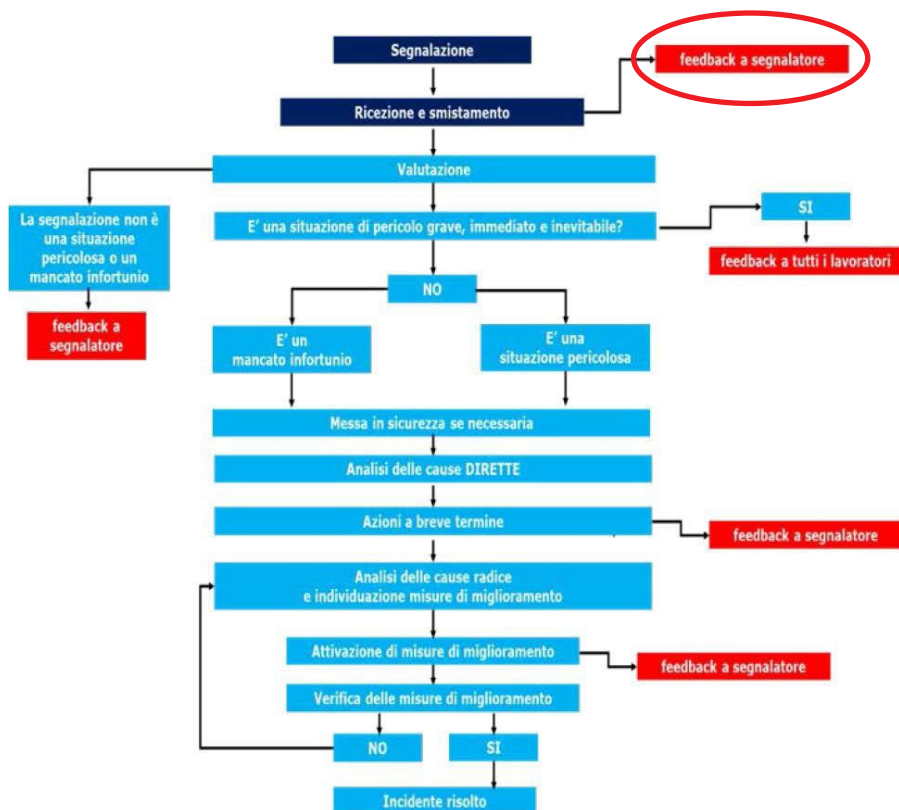 Segnalazione
feedback a segnalatore
Ricezione e smistamento
Valutazione
La segnalazione non è
una situazione
pericolosa o un
mancato infortunio
E' una situazione di pericolo grave, immediato e inevitabile?
SI
feedback a tutti i lavoratori
NO
feedback a
segnalatore
E' un
mancato infortunio
E' una
situazione pericolosa
Messa in sicurezza se necessaria
Analisi delle cause DIRETTE
Azioni a breve termine
feedback a segnalatore
Analisi delle cause radice
e individuazione misure di miglioramento
Attivazione di misure di miglioramento
feedback a segnalatore
Verifica delle misure di miglioramento
NO
SI
Incidente risolto